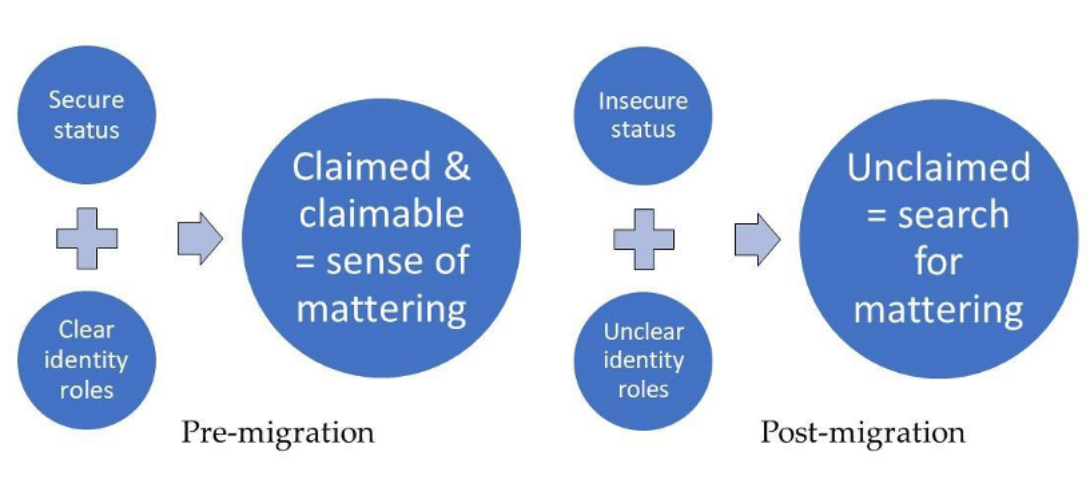 Secure
status
Clear
identity
roles
Claimed &
claimable
= sense of
mattering
Pre-migration
Insecure
status
Unclear
identity
roles
Unclaimed
= search
for
mattering
Post-migration